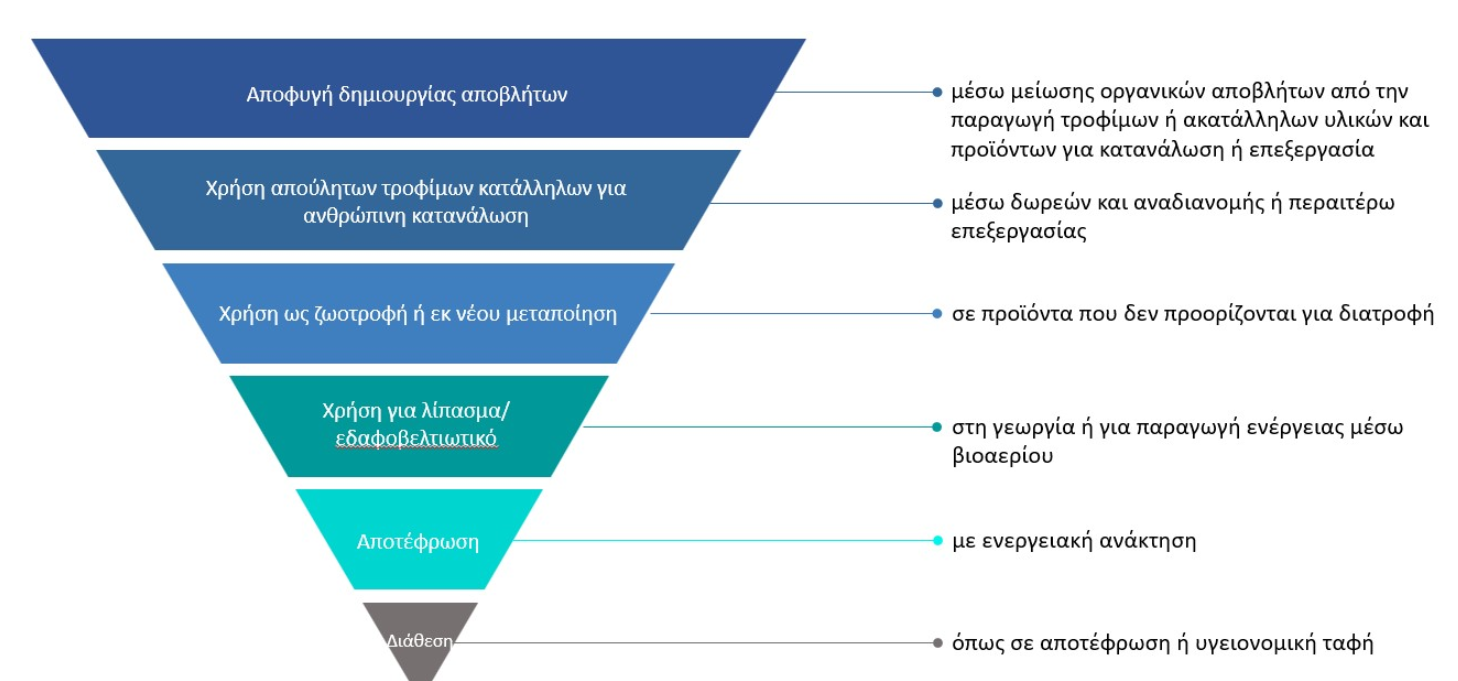 Αποφυγή δημιουργίας αποβλήτων
μέσω μείωσης οργανικών αποβλήτων από την
παραγωγή τροφίμων ή ακατάλληλων υλικών και
προϊόντων για κατανάλωση ή επεξεργασία
Χρήση απούλητων τροφίμων κατάλληλων για
ανθρώπινη κατανάλωση
μέσω δωρεών και αναδιανομής ή περαιτέρω
επεξεργασίας
Χρήση ως ζωοτροφή ή εκ νέου μεταποίηση
σε προϊόντα που δεν προορίζονται για διατροφή
Χρήση για λίπασμα/
εδαφοβελτιωτικό
στη γεωργία ή για παραγωγή ενέργειας μέσω
βιοαερίου
Αποτέφρωση
με ενεργειακή ανάκτηση
Διάθεση
όπως σε αποτέφρωση ή υγειονομική ταφή